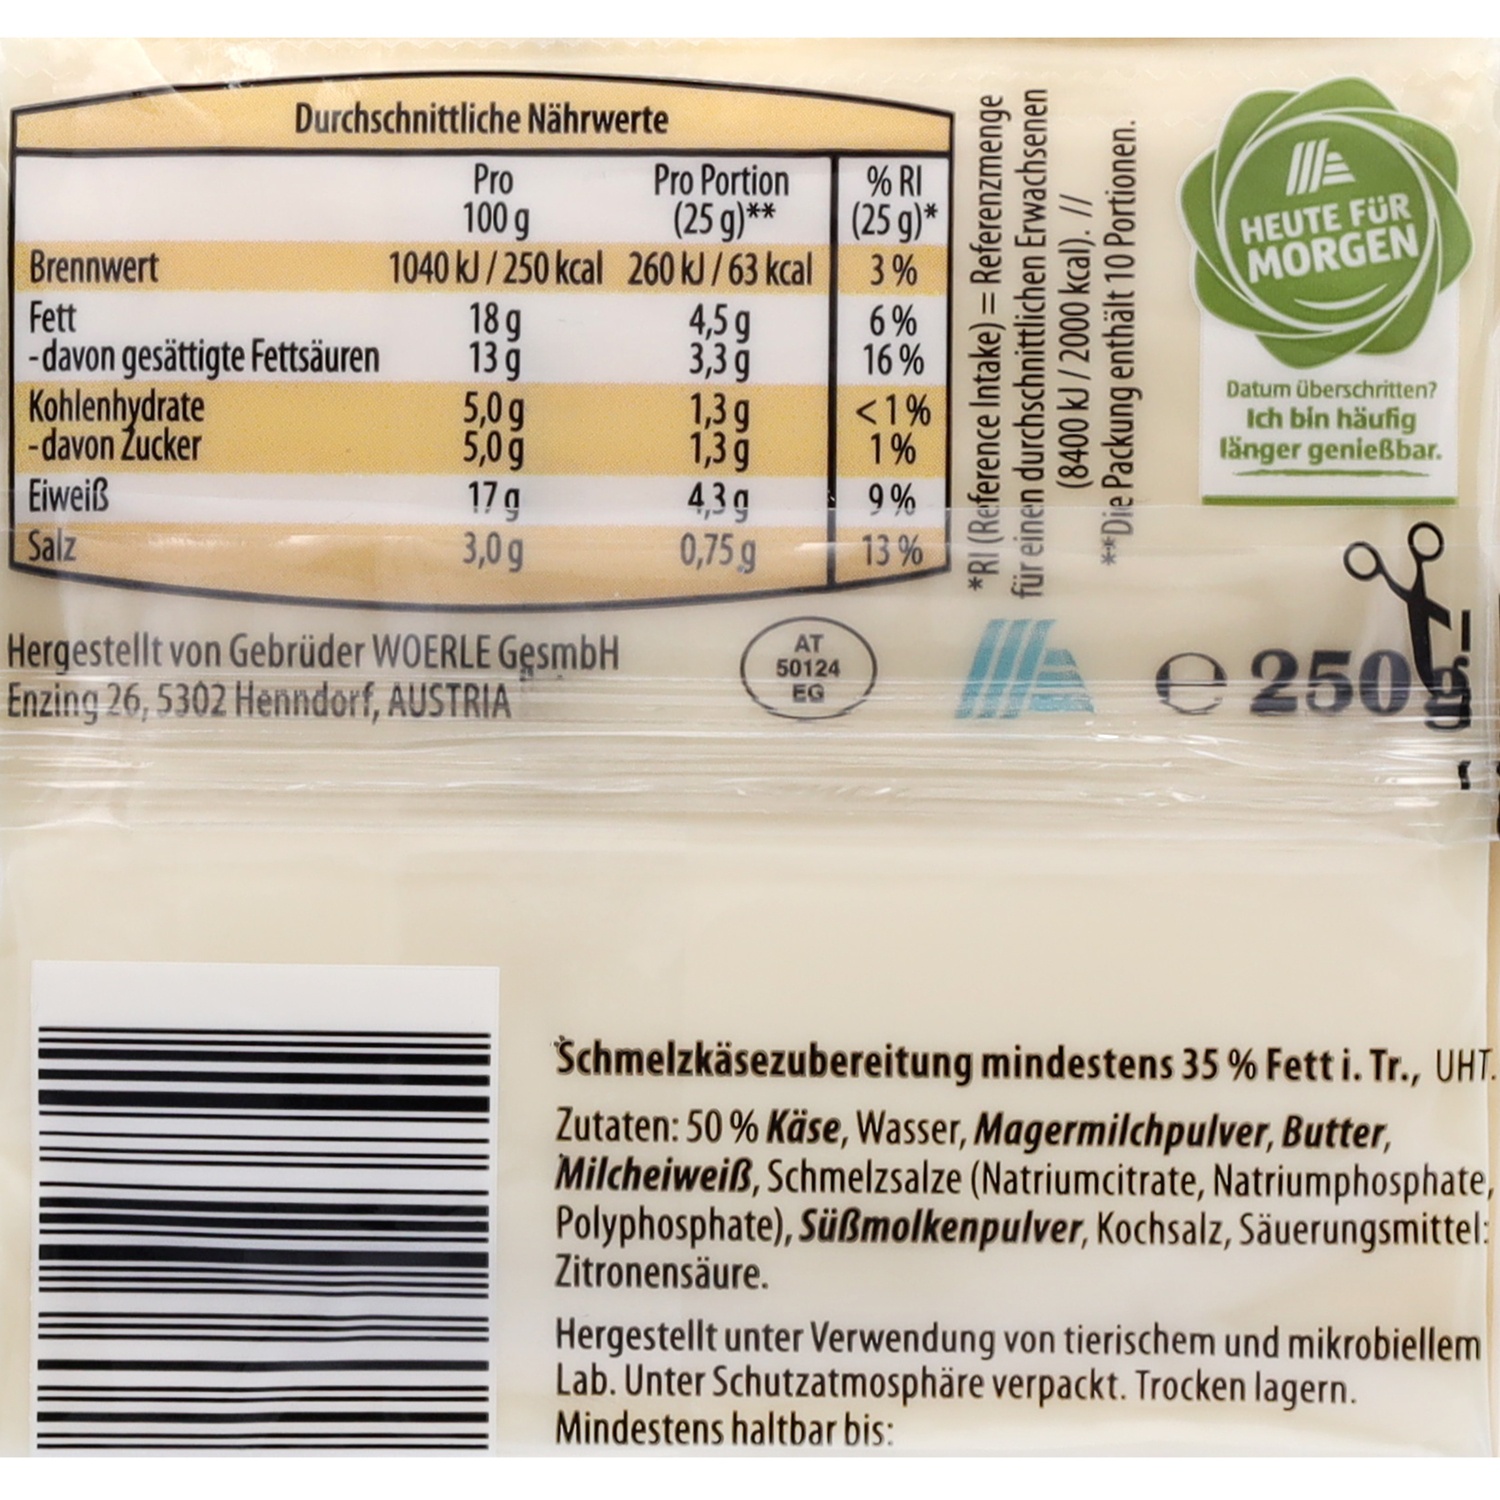 Durchschnittliche Nährwerte
Pro 100 g Pro Portion (25 g)** % RI (25 g)*
Brennwert 1040 kJ / 250 kcal 260 kJ / 63 kcal 3 %
Fett 18 g 4,5 g 6 %
- davon gesättigte Fettsäuren 13 g 3,3 g 16 %
Kohlenhydrate 5,0 g 1,3 g < 1 %
- davon Zucker 5,0 g 1,3 g 1 %
Eiweiß 17 g 4,3 g 9 %
Salz 3,0 g 0,75 g 13 %
*RI (Reference Intake) = Referenzmenge
für einen durchschnittlichen Erwachsenen
(8400 kJ / 2000 kcal). //
**Die Packung enthält 10 Portionen.
HEUTE FÜR
MORGEN
Datum überschritten?
Ich bin häufig
länger genießbar.
Hergestellt von Gebrüder WOERLE GesmbH
Enzing 26, 5302 Henndorf, AUSTRIA
AT
50124
EG
℮ 250 g
Schmelzkäsezubereitung mindestens 35 % Fett i. Tr., UHT.
Zutaten: 50 % Käse, Wasser, Magermilchpulver, Butter,
Milcheiweiß, Schmelzsalze (Natriumcitrate, Natriumphosphate,
Polyphosphate), Süßmolkenpulver, Kochsalz, Säuerungsmittel:
Zitronensäure.
Hergestellt unter Verwendung von tierischem und mikrobiellem
Lab. Unter Schutzatmosphäre verpackt. Trocken lagern.
Mindestens haltbar bis: